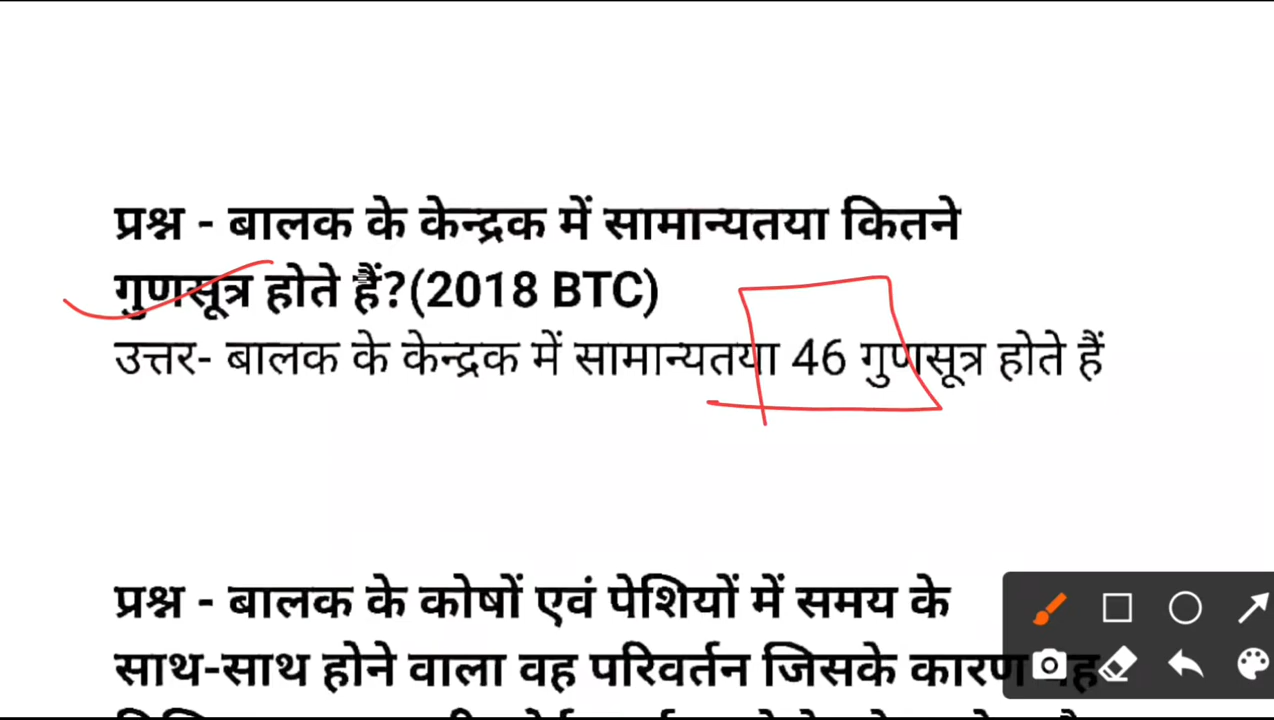 प्रश्न - बालक के केन्द्रक में सामान्यतया कितने
गुणसूत्र होते हैं?(2018 BTC)
उत्तर- बालक के केन्द्रक में सामान्यतया 46 गुणसूत्र होते हैं
प्रश्न - बालक के कोषों एवं पेशियों में समय के
साथ-साथ होने वाला वह परिवर्तन जिसके कारण यह